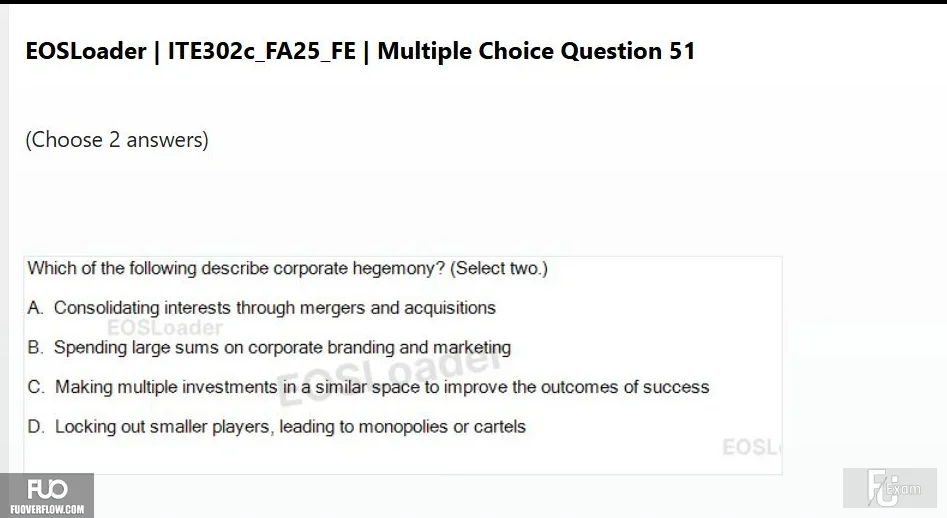 EOSLoader | ITE302c_FA25_FE | Multiple Choice Question 51
(Choose 2 answers)
Which of the following describe corporate hegemony? (Select two.)
A. Consolidating interests through mergers and acquisitions
EOSLoader
B. Spending large sums on corporate branding and marketing
EOSLoader
C. Making multiple investments in a similar space to improve the outcomes of success
D. Locking out smaller players, leading to monopolies or cartels
EOSL
FUO
FUOVERFLOW.COM
Exam